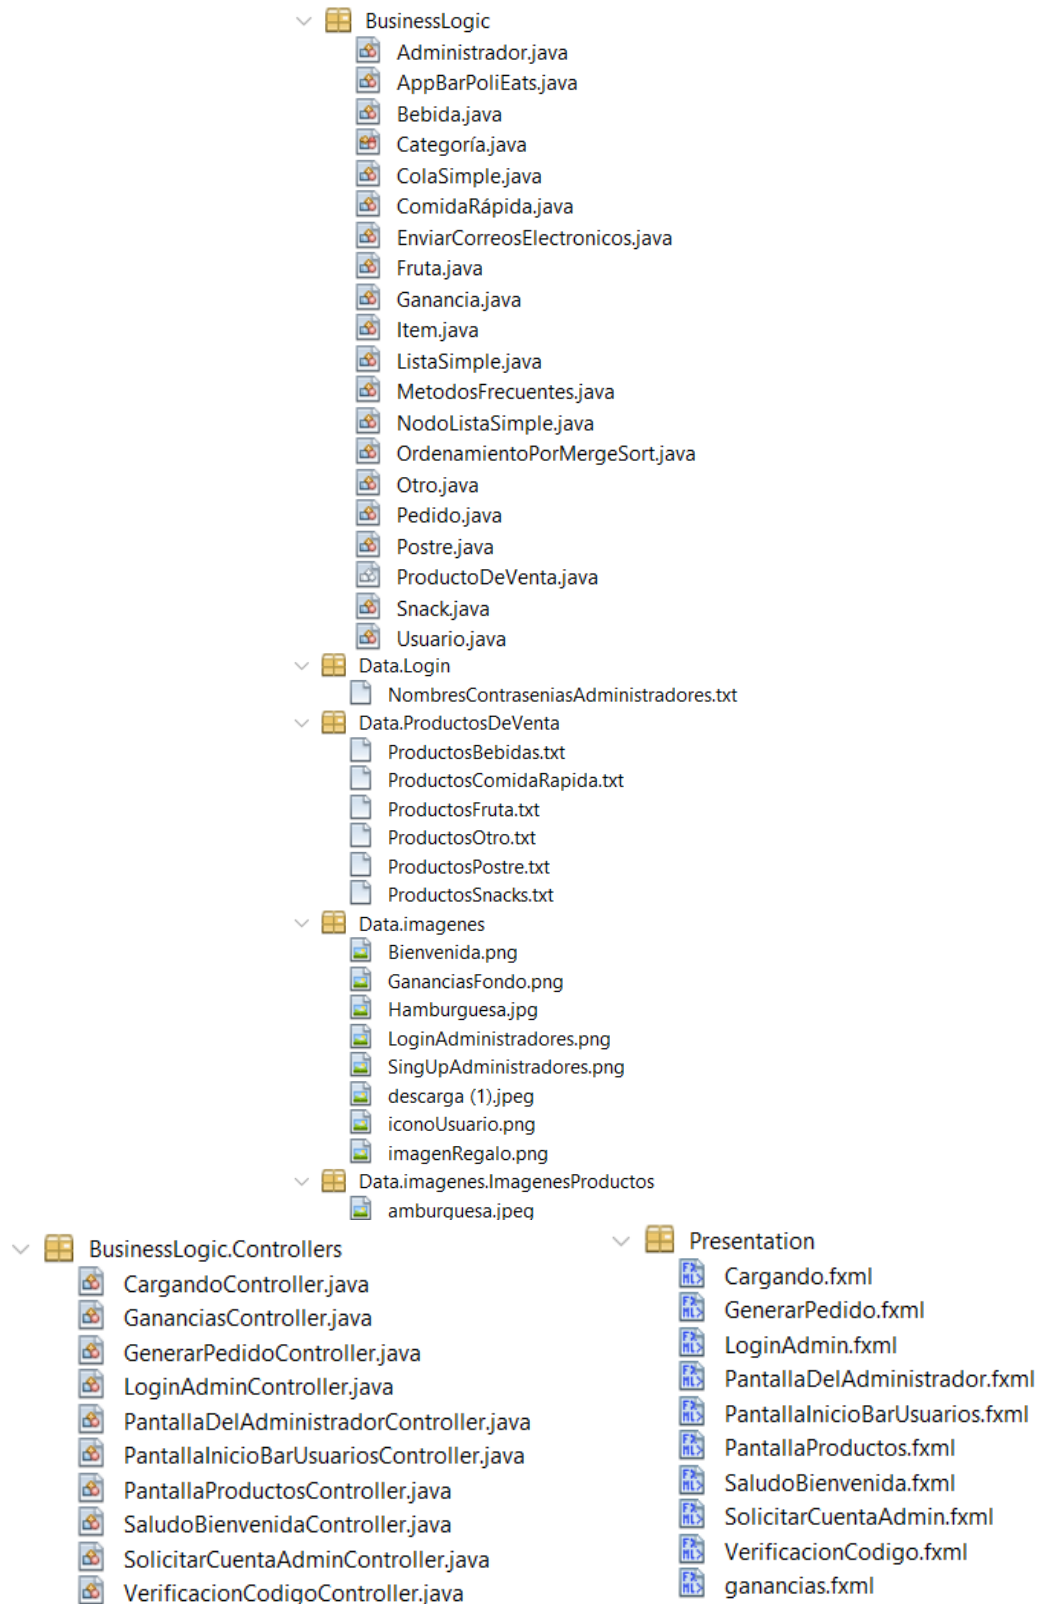 BusinessLogic
Administrador.java
AppBarPoliEats.java
Bebida.java
Categoría.java
ColaSimple.java
ComidaRápida.java
EnviarCorreosElectronicos.java
Fruta.java
Ganancia.java
Item.java
ListaSimple.java
MetodosFrecuentes.java
NodoListaSimple.java
OrdenamientoPorMergeSort.java
Otro.java
Pedido.java
Postre.java
ProductoDeVenta.java
Snack.java
Usuario.java
Data.Login
NombresContraseniasAdministradores.txt
Data.ProductosDeVenta
ProductosBebidas.txt
ProductosComidaRapida.txt
ProductosFruta.txt
ProductosOtro.txt
ProductosPostre.txt
ProductosSnacks.txt
Data.imagenes
Bienvenida.png
GananciasFondo.png
Hamburguesa.jpg
LoginAdministradores.png
SingUpAdministradores.png
descarga (1).jpeg
iconoUsuario.png
imagenRegalo.png
Data.imagenes.ImagenesProductos
amburguesa.jpeg
BusinessLogic.Controllers
CargandoController.java
GananciasController.java
GenerarPedidoController.java
LoginAdminController.java
PantallaDelAdministradorController.java
PantallaInicioBarUsuariosController.java
PantallaProductosController.java
SaludoBienvenidaController.java
SolicitarCuentaAdminController.java
VerificacionCodigoController.java
Presentation
Cargando.fxml
GenerarPedido.fxml
LoginAdmin.fxml
PantallaDelAdministrador.fxml
PantallaInicioBarUsuarios.fxml
PantallaProductos.fxml
SaludoBienvenida.fxml
SolicitarCuentaAdmin.fxml
VerificacionCodigo.fxml
ganancias.fxml